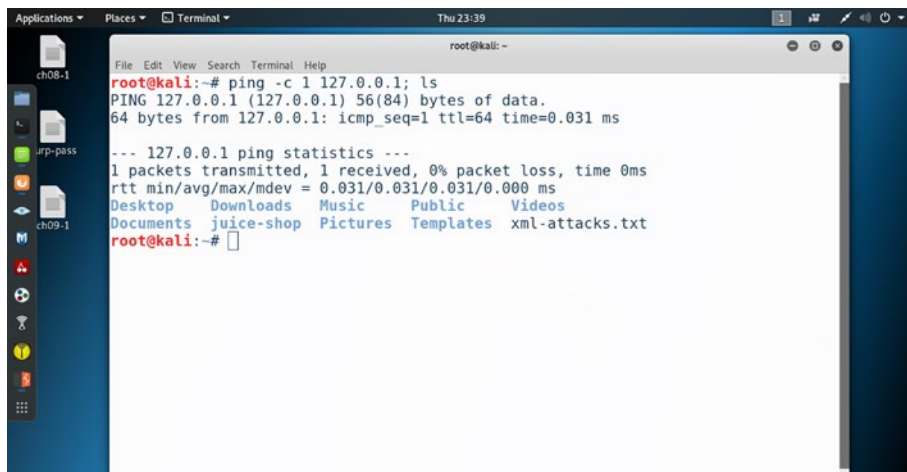 Applications Places Terminal Thu 23:39 1
root@kali: ~
File Edit View Search Terminal Help
ch08-1
root@kali:~# ping -c 1 127.0.0.1; ls
PING 127.0.0.1 (127.0.0.1) 56(84) bytes of data.
64 bytes from 127.0.0.1: icmp_seq=1 ttl=64 time=0.031 ms
urp-pass
--- 127.0.0.1 ping statistics ---
1 packets transmitted, 1 received, 0% packet loss, time 0ms
rtt min/avg/max/mdev = 0.031/0.031/0.031/0.000 ms
Desktop Downloads Music Public Videos
ch09-1
Documents juice-shop Pictures Templates xml-attacks.txt
root@kali:~#